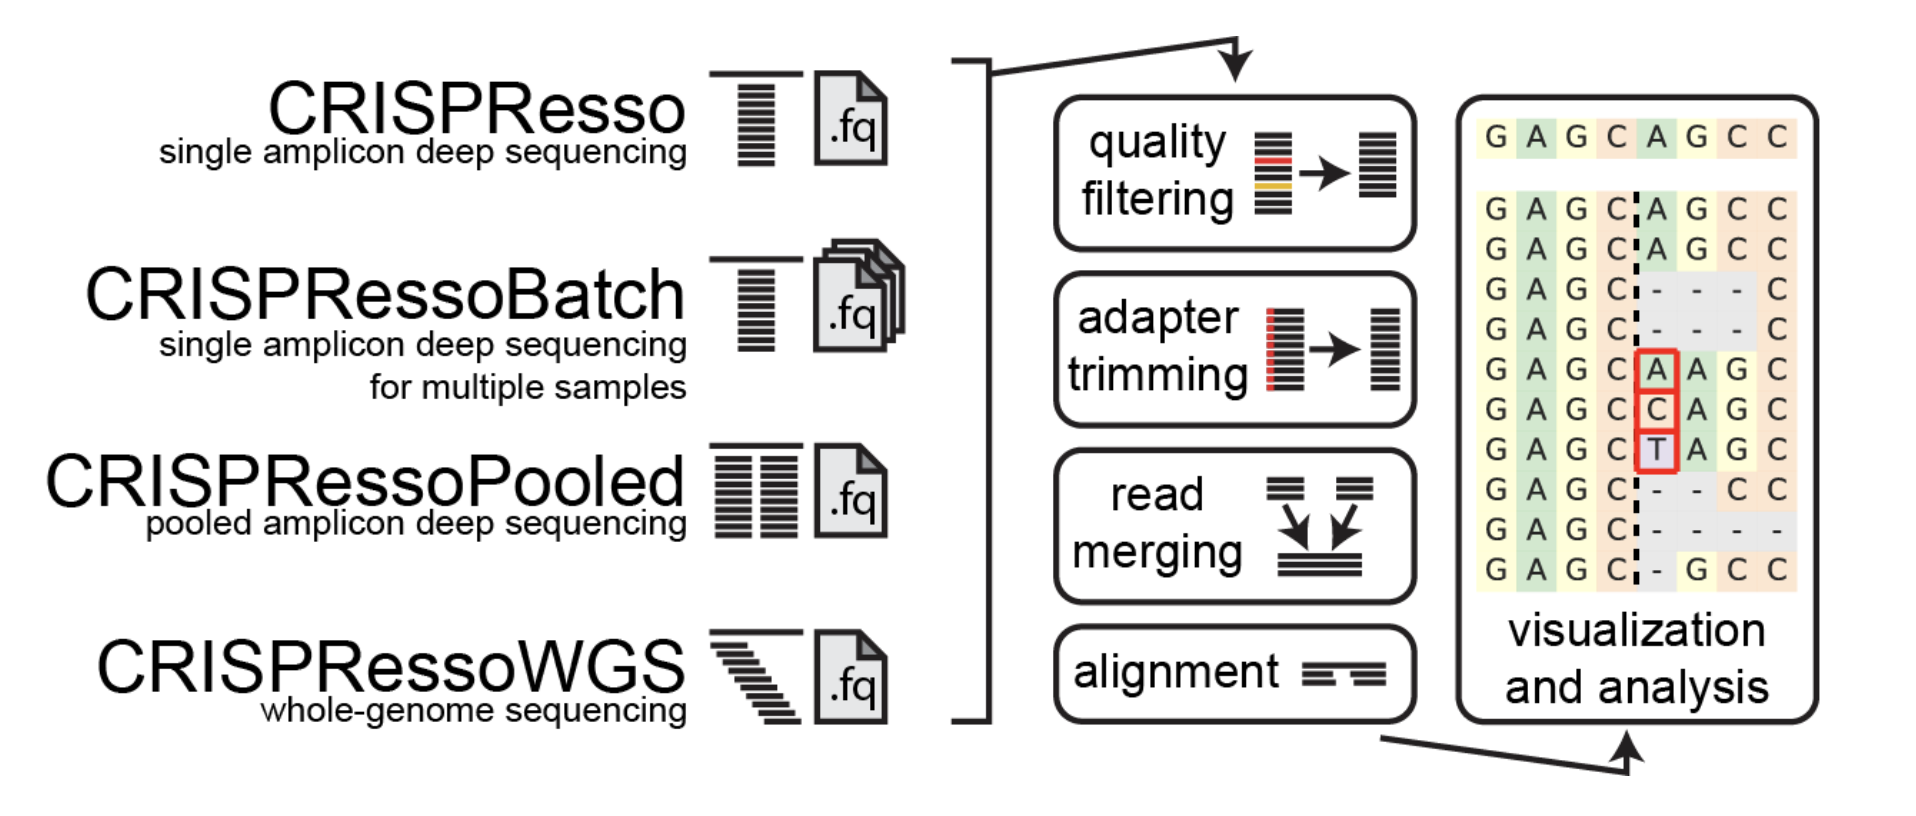 CRISPResso
single amplicon deep sequencing
.fq
CRISPRessoBatch
single amplicon deep sequencing
for multiple samples
.fq
CRISPRessoPooled
pooled amplicon deep sequencing
.fq
CRISPRessoWGS
whole-genome sequencing
.fq
quality
filtering
adapter
trimming
read
merging
alignment
G A G C A G C C
G A G C A G C C
G A G C A G C C
G A G C - - - C
G A G C - - - C
G A G C A A G C
G A G C C A G C
G A G C T A G C
G A G C - - C C
G A G C - - - -
G A G C - G C C
visualization
and analysis